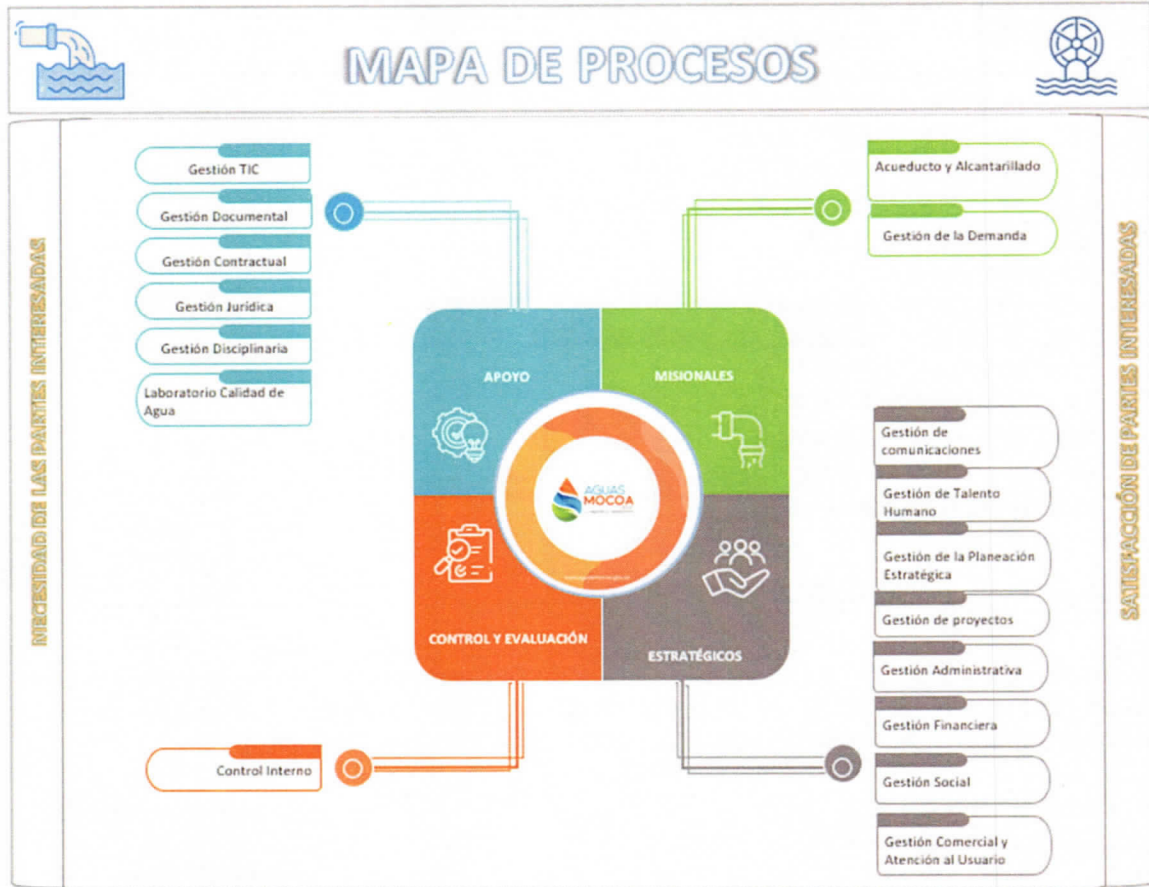 MAPA DE PROCESOS
NECESIDAD DE LAS PARTES INTERESADAS
Gestión TIC
Gestión Documental
Gestión Contractual
Gestión Jurídica
Gestión Disciplinaria
Laboratorio Calidad de
Agua
Acueducto y Alcantarillado
Gestión de la Demanda
APOYO
MISIONALES
AGUAS
MOCOA
CONTROL Y EVALUACIÓN
ESTRATÉGICOS
Control Interno
Gestión de
comunicaciones
Gestión de Talento
Humano
Gestión de la Planeación
Estratégica
Gestión de proyectos
Gestión Administrativa
Gestión Financiera
Gestión Social
Gestión Comercial y
Atención al Usuario
SATISFACCIÓN DE PARTES INTERESADAS